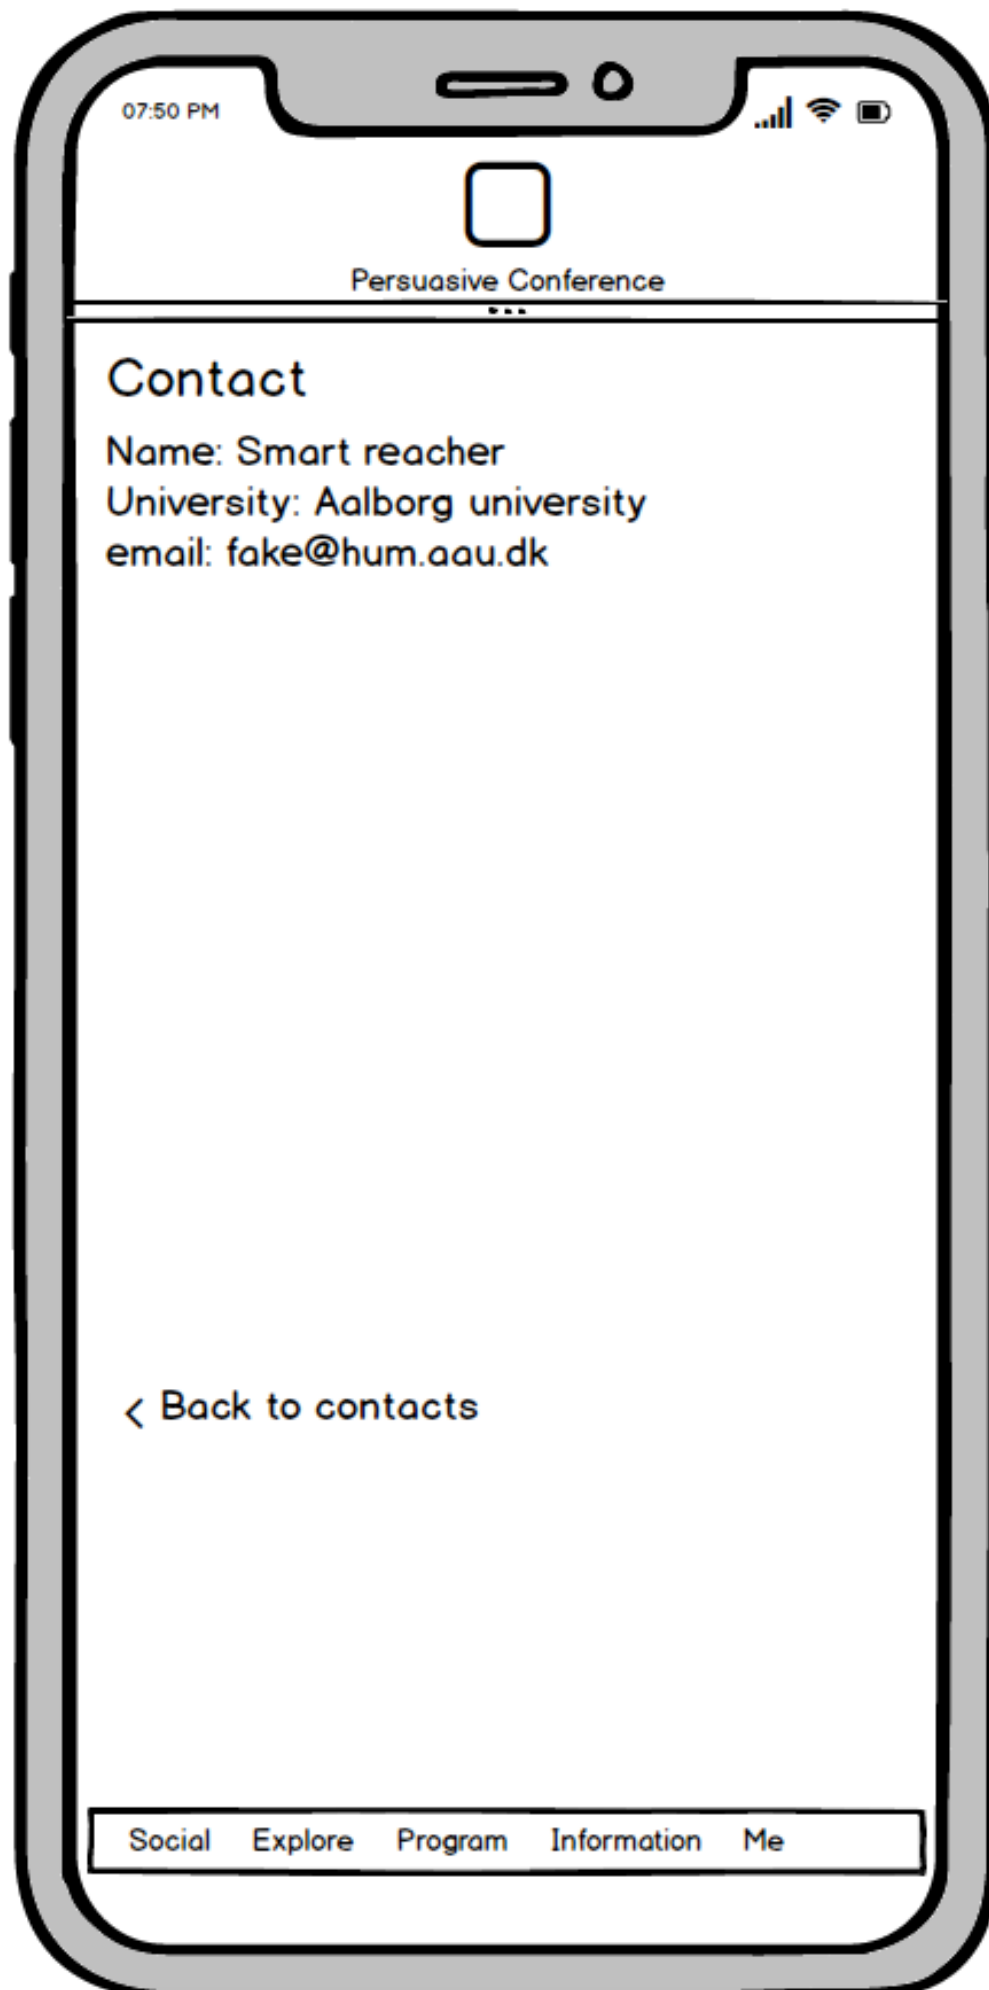 07:50 PM
Persuasive Conference
Contact
Name: Smart reacher
University: Aalborg university
email: fake@hum.aau.dk
< Back to contacts
Social Explore Program Information Me